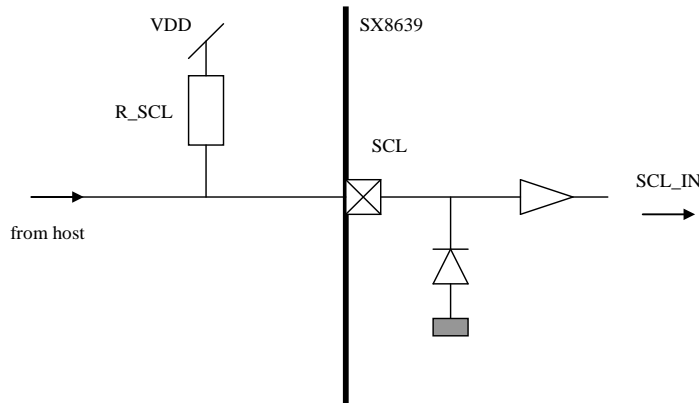 VDD
SX8639
R_SCL
SCL
SCL_IN
from host